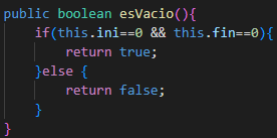 public boolean esVacio(){
    if(this.ini==0 && this.fin==0){
        return true;
    }else {
        return false;
    }
}